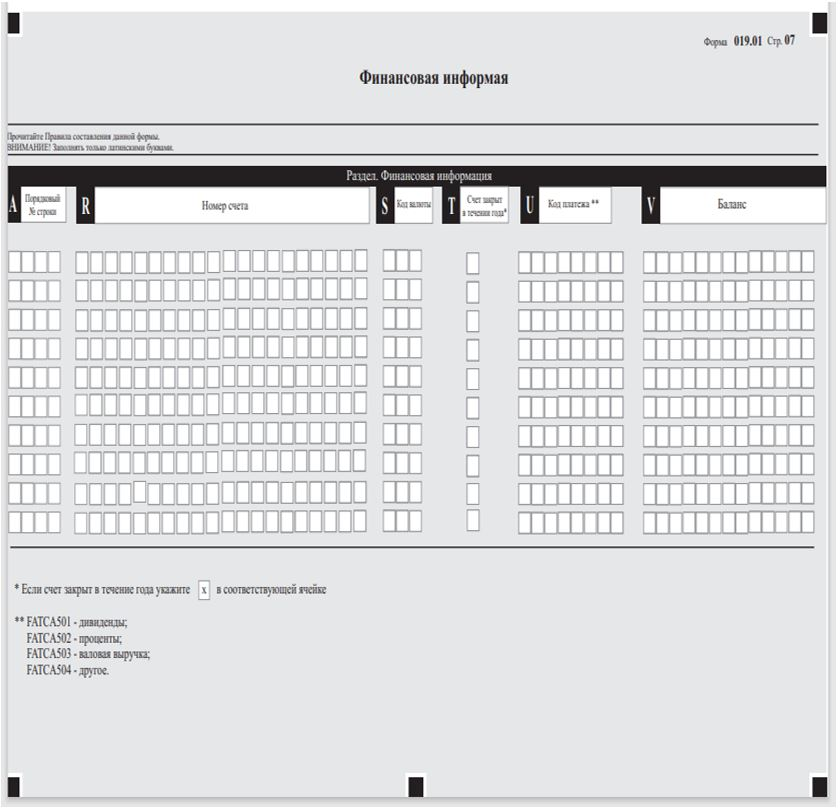 Форма 019.01 Стр. 07
Финансовая информая
Прочитайте Правила составления данной формы.
ВНИМАНИЕ! Заполнять только латинскими буквами.
Раздел. Финансовая информация
A Порядковый № строки R Номер счета S Код валюты T Счет закрыт в течении года* U Код платежа ** V Баланс
* Если счет закрыт в течение года укажите x в соответствующей ячейке
** FATCA501 - дивиденды;
FATCA502 - проценты;
FATCA503 - валовая выручка;
FATCA504 - другое.